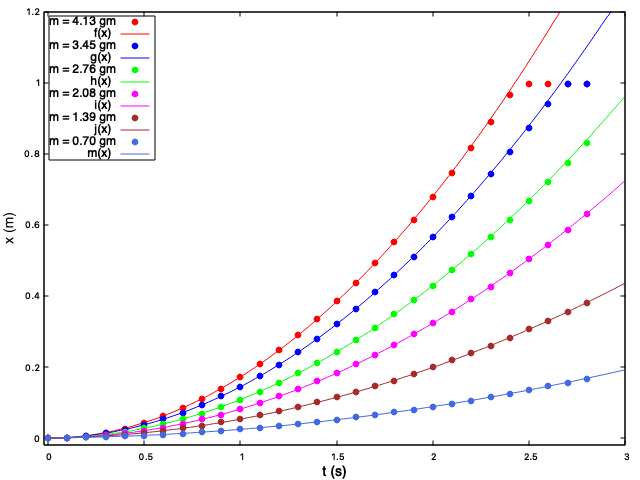 1.2
1
0.8
0.6
0.4
0.2
0
x (m)
m = 4.13 gm
f(x)
m = 3.45 gm
g(x)
m = 2.76 gm
h(x)
m = 2.08 gm
i(x)
m = 1.39 gm
j(x)
m = 0.70 gm
m(x)
0 0.5 1 1.5 2 2.5 3
t (s)